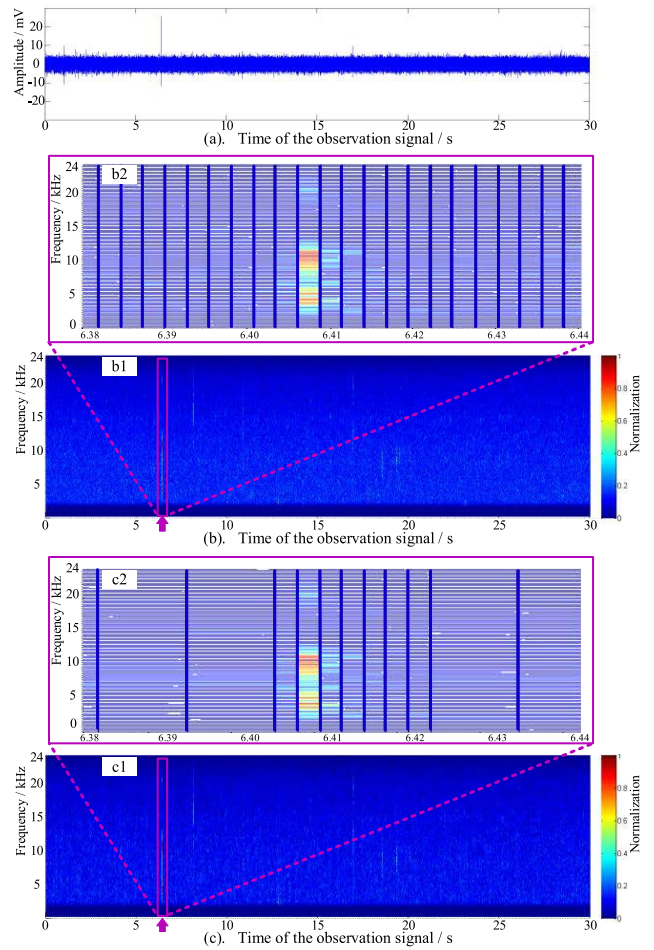 Amplitude / mV
20
10
0
-10
-20
0 5 10 15 20 25 30
(a). Time of the observation signal / s
b2
Frequency / kHz
24
20
15
10
5
0
6.38 6.39 6.40 6.41 6.42 6.43 6.44
b1
Frequency / kHz
24
20
15
10
5
0 5 10 15 20 25 30
1
0.8
0.6
0.4
0.2
0
Normalization
(b). Time of the observation signal / s
c2
Frequency / kHz
24
20
15
10
5
0
6.38 6.39 6.40 6.41 6.42 6.43 6.44
c1
Frequency / kHz
24
20
15
10
5
0 5 10 15 20 25 30
1
0.8
0.6
0.4
0.2
0
Normalization
(c). Time of the observation signal / s